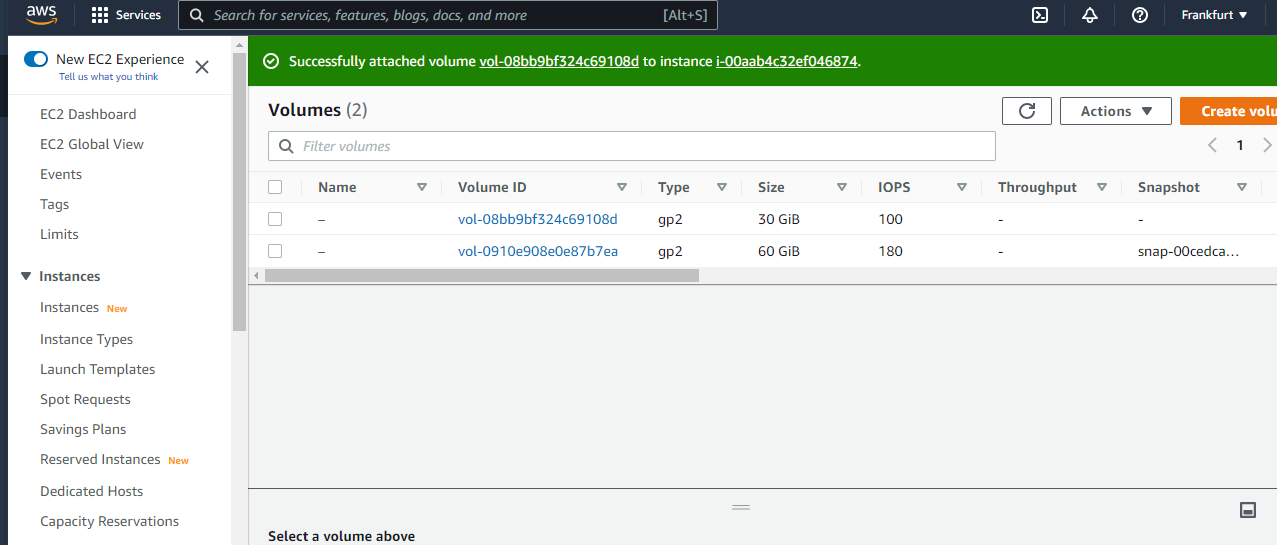 aws
Services
Search for services, features, blogs, docs, and more [Alt+S]
Frankfurt
New EC2 Experience
Tell us what you think
EC2 Dashboard
EC2 Global View
Events
Tags
Limits
Instances
Instances New
Instance Types
Launch Templates
Spot Requests
Savings Plans
Reserved Instances New
Dedicated Hosts
Capacity Reservations
Successfully attached volume vol-08bb9bf324c69108d to instance i-00aab4c32ef046874.
Volumes (2)
Actions
Create volu
Filter volumes
1
Name Volume ID Type Size IOPS Throughput Snapshot
– vol-08bb9bf324c69108d gp2 30 GiB 100 - -
– vol-0910e908e0e87b7ea gp2 60 GiB 180 - snap-00cedca...
Select a volume above